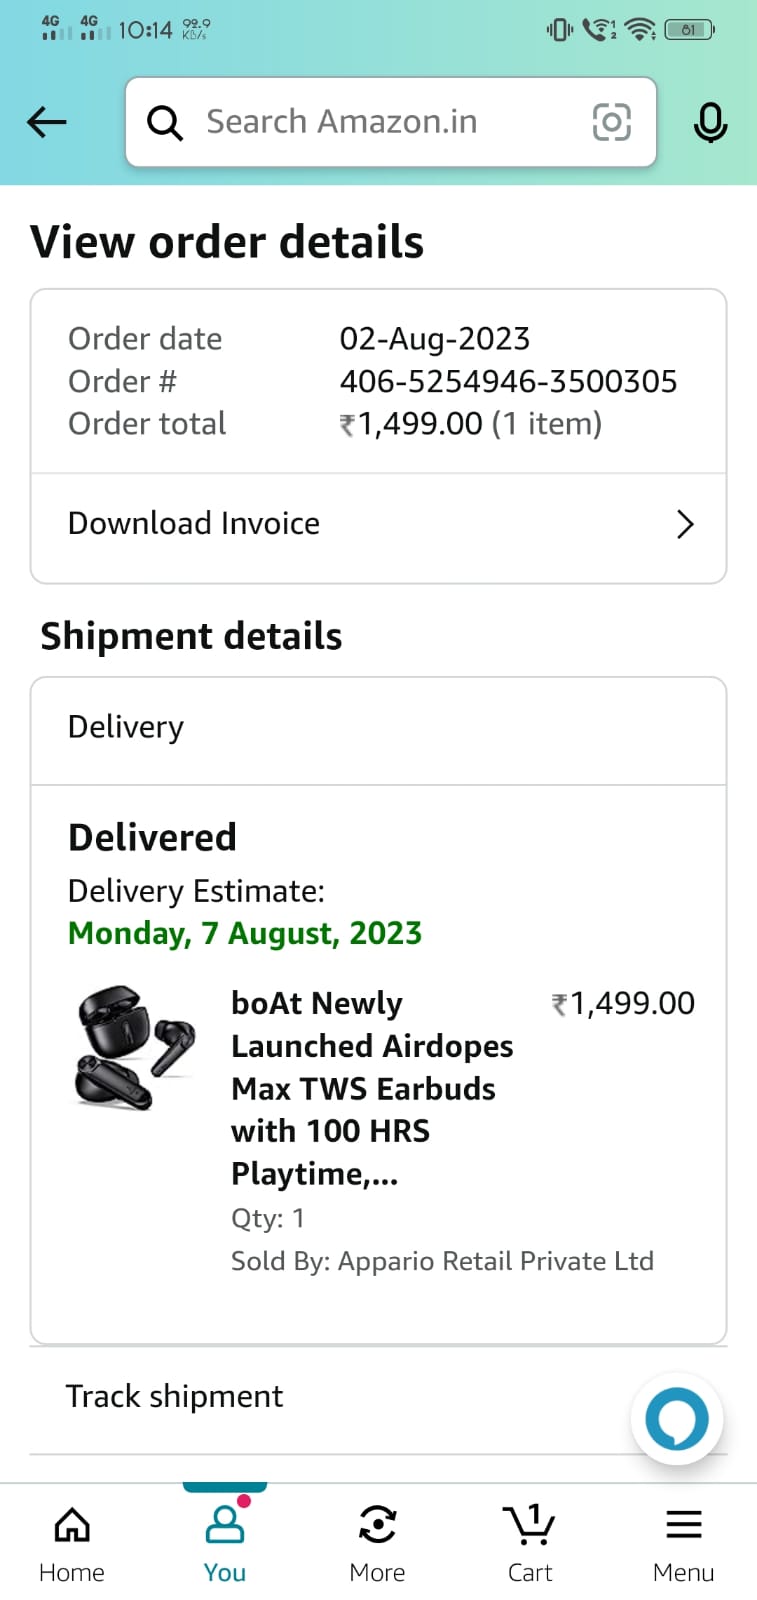 4G 4G 10:14 99.9 KB/s 1 2 61
Search Amazon.in
View order details
Order date 02-Aug-2023
Order # 406-5254946-3500305
Order total ₹1,499.00 (1 item)
Download Invoice
Shipment details
Delivery
Delivered
Delivery Estimate:
Monday, 7 August, 2023
boAt Newly ₹1,499.00
Launched Airdopes
Max TWS Earbuds
with 100 HRS
Playtime,...
Qty: 1
Sold By: Appario Retail Private Ltd
Track shipment
1
Home You More Cart Menu